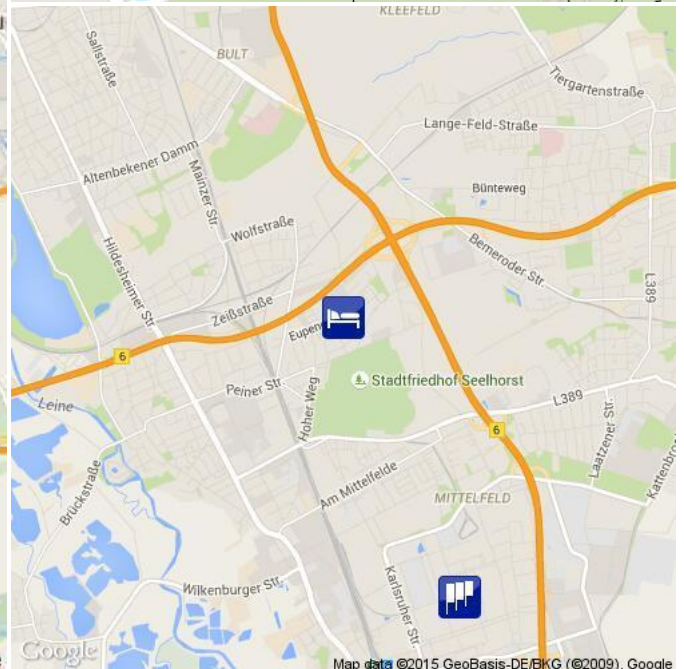 KLEEFELD
Sallstraße
BULT
Tiergartenstraße
Lange-Feld-Straße
Altenbekener Damm
Mainzer Str.
Bünteweg
Wolfstraße
Hildesheimer Str.
Bemeroder Str.
L389
Zeißstraße
Eupen
6
Peiner Str.
Stadtfriedhof Seelhorst
Leine
Hoher Weg
L389
6
Laatzener Str.
Kattenbro
Brückstraße
Am Mittelfelde
MITTELFELD
Wilkenburger Str.
Karlsruher Str.
Google
Map data ©2015 GeoBasis-DE/BKG (©2009), Google